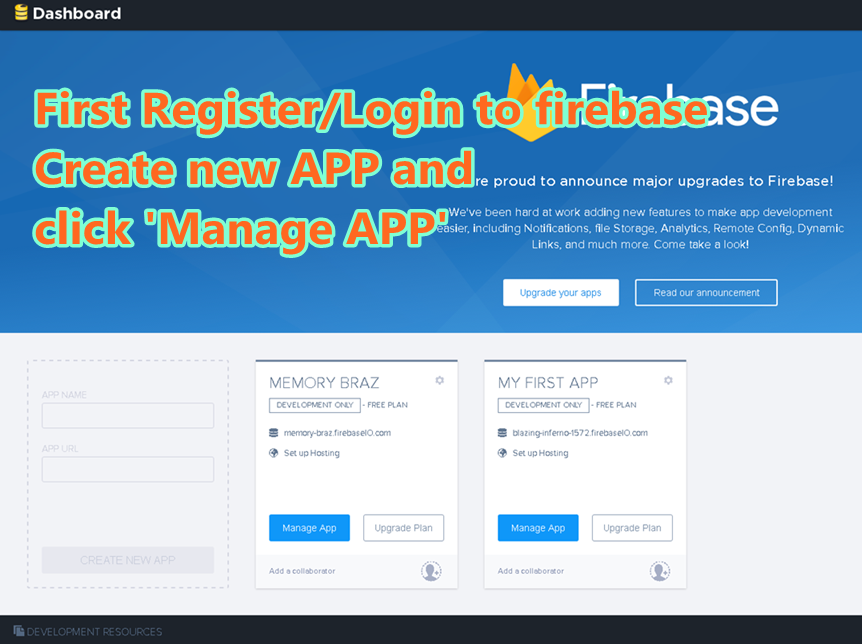 Dashboard
First Register/Login to firebase
Create new APP and
click 'Manage APP'
Firebase
re proud to announce major upgrades to Firebase!
We've been hard at work adding new features to make app development
easier, including Notifications, file Storage, Analytics, Remote Config, Dynamic
Links, and much more. Come take a look!
Upgrade your apps
Read our announcement
APP NAME
APP URL
CREATE NEW APP
MEMORY BRAZ
DEVELOPMENT ONLY - FREE PLAN
memory-braz.firebaseIO.com
Set up Hosting
Manage App
Upgrade Plan
Add a collaborator
MY FIRST APP
DEVELOPMENT ONLY - FREE PLAN
blazing-inferno-1572.firebaseIO.com
Set up Hosting
Manage App
Upgrade Plan
Add a collaborator
DEVELOPMENT RESOURCES